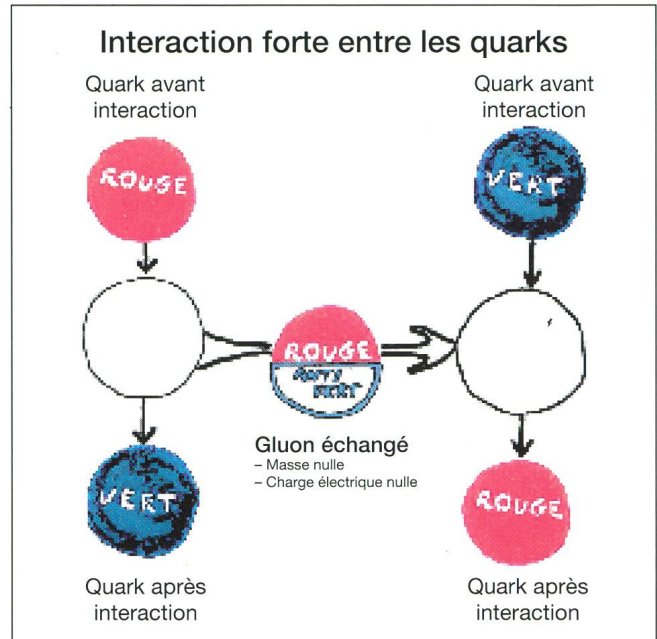 Interaction forte entre les quarks
Quark avant
interaction
Quark avant
interaction
ROUGE
VERT
ROUGE
ANTI
VERT
Gluon échangé
– Masse nulle
– Charge électrique nulle
VERT
ROUGE
Quark après
interaction
Quark après
interaction